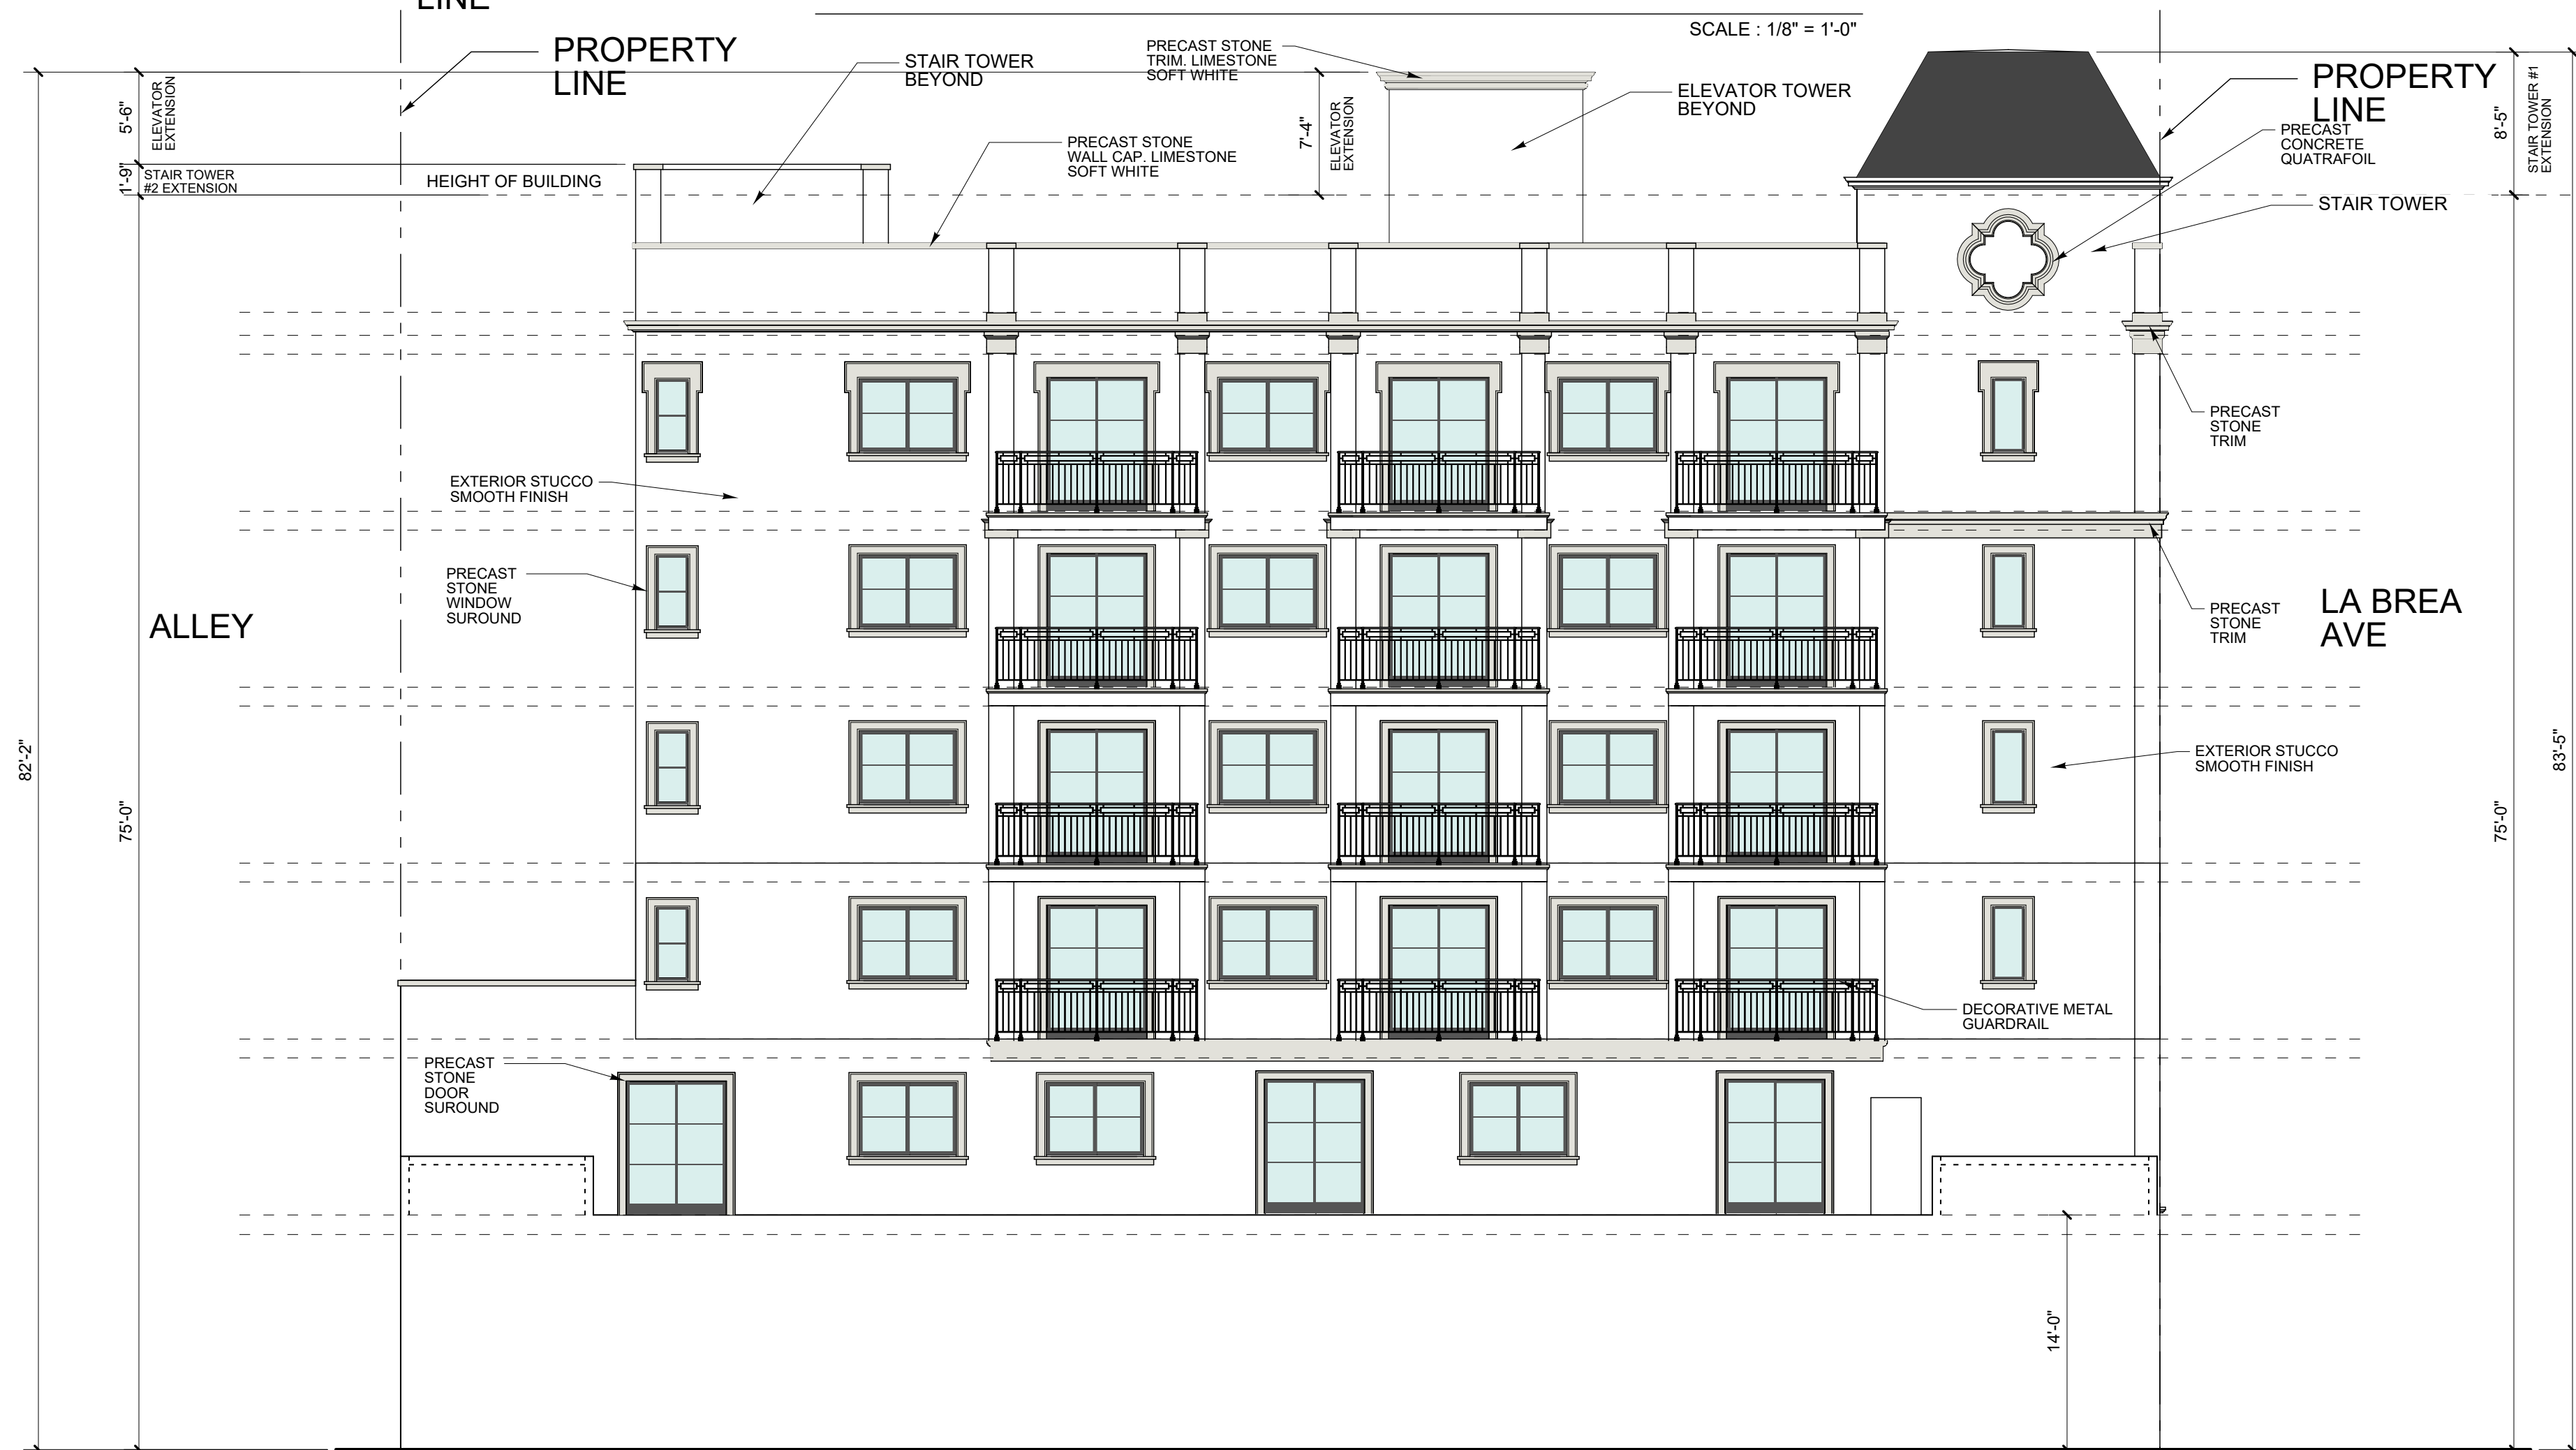 LINE
SCALE : 1/8" = 1'-0"
PROPERTY
LINE
STAIR TOWER
BEYOND
PRECAST STONE
TRIM. LIMESTONE
SOFT WHITE
ELEVATOR TOWER
BEYOND
PROPERTY
LINE
5'-6"
ELEVATOR
EXTENSION
7'-4"
ELEVATOR
EXTENSION
8'-5"
STAIR TOWER #1
EXTENSION
PRECAST
CONCRETE
QUATRAFOIL
PRECAST STONE
WALL CAP. LIMESTONE
SOFT WHITE
1'-9"
STAIR TOWER
#2 EXTENSION
HEIGHT OF BUILDING
STAIR TOWER
PRECAST
STONE
TRIM
EXTERIOR STUCCO
SMOOTH FINISH
PRECAST
STONE
WINDOW
SUROUND
ALLEY
PRECAST
STONE
TRIM
LA BREA
AVE
82'-2"
75'-0"
EXTERIOR STUCCO
SMOOTH FINISH
75'-0"
83'-5"
DECORATIVE METAL
GUARDRAIL
PRECAST
STONE
DOOR
SUROUND
14'-0"